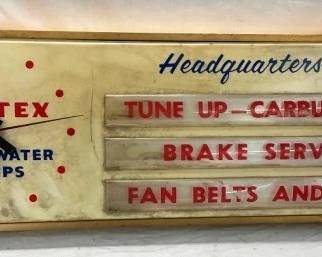 Headquarters
TEX
TUNE UP—CARBU
WATER
BRAKE SERV
PS
FAN BELTS AND